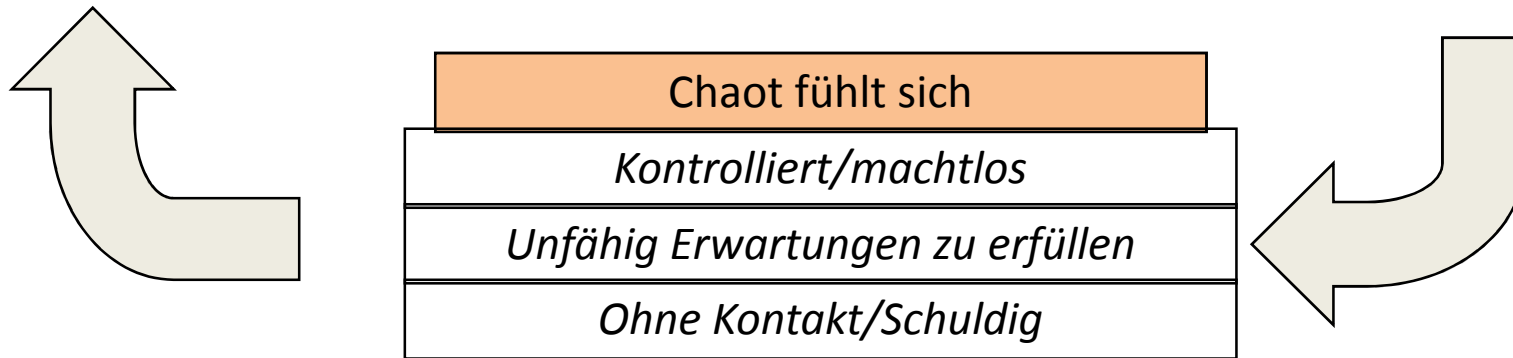 Chaot fühlt sich
Kontrolliert/machtlos
Unfähig Erwartungen zu erfüllen
Ohne Kontakt/Schuldig